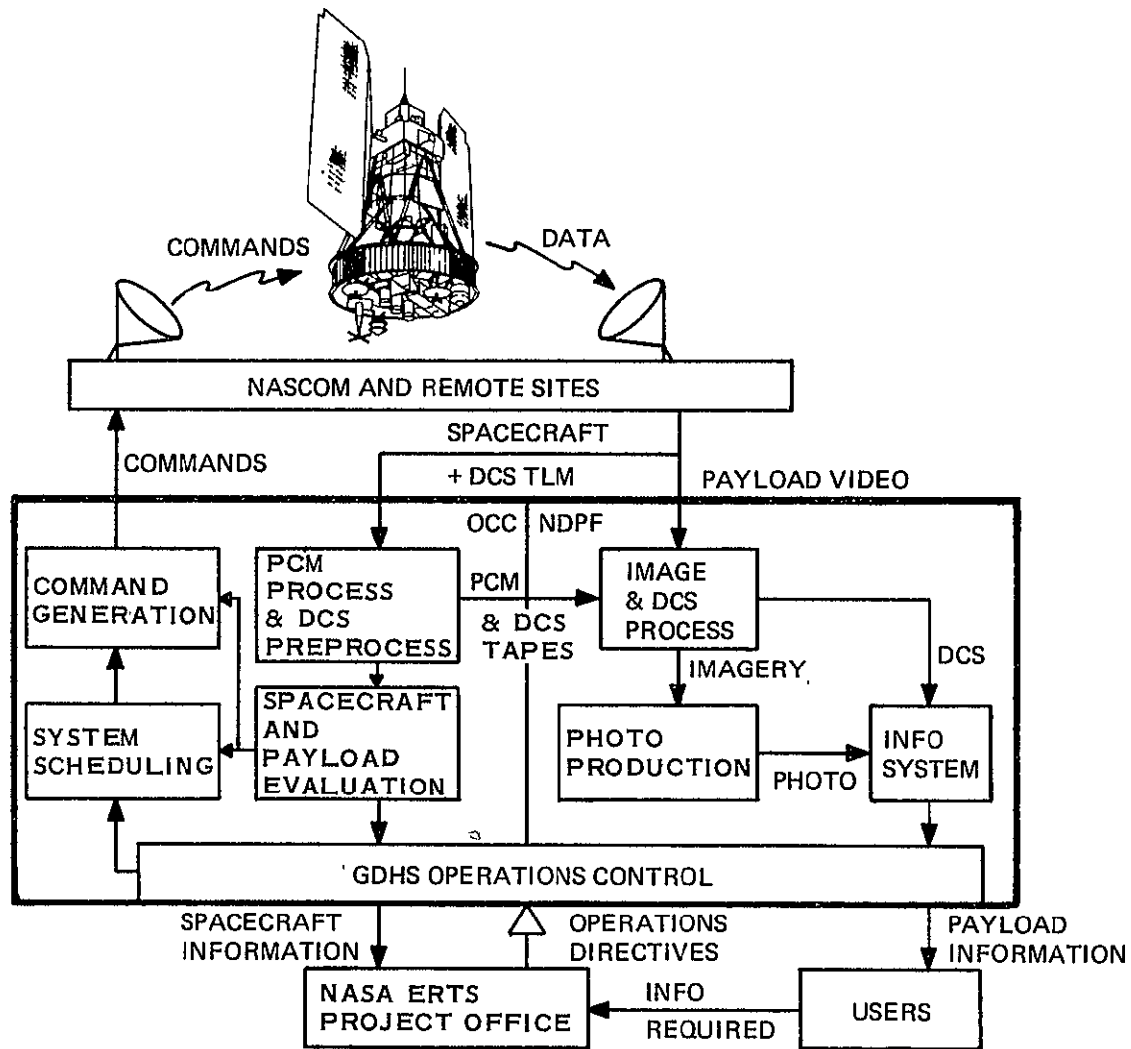 COMMANDS
DATA
NASCOM AND REMOTE SITES
COMMANDS
SPACECRAFT
+ DCS TLM
PAYLOAD VIDEO
OCC
NDPF
COMMAND
GENERATION
PCM
PROCESS
& DCS
PREPROCESS
PCM
& DCS
TAPES
IMAGE
& DCS
PROCESS
IMAGERY
DCS
SYSTEM
SCHEDULING
SPACECRAFT
AND
PAYLOAD
EVALUATION
PHOTO
PRODUCTION
PHOTO
INFO
SYSTEM
GDHS OPERATIONS CONTROL
SPACECRAFT
INFORMATION
OPERATIONS
DIRECTIVES
PAYLOAD
INFORMATION
NASA ERTS
PROJECT OFFICE
INFO
REQUIRED
USERS